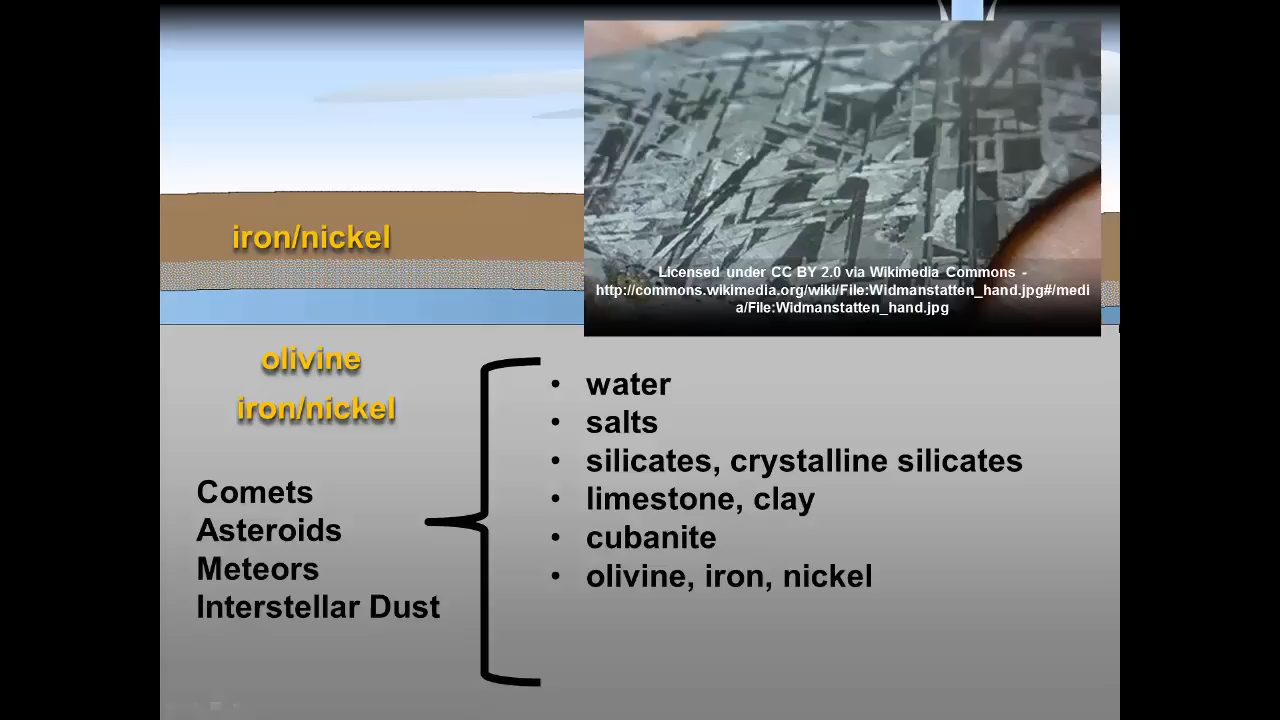 Licensed under CC BY 2.0 via Wikimedia Commons -
http://commons.wikimedia.org/wiki/File:Widmanstatten_hand.jpg#/medi
a/File:Widmanstatten_hand.jpg
iron/nickel
olivine
iron/nickel
Comets
Asteroids
Meteors
Interstellar Dust
• water
• salts
• silicates, crystalline silicates
• limestone, clay
• cubanite
• olivine, iron, nickel